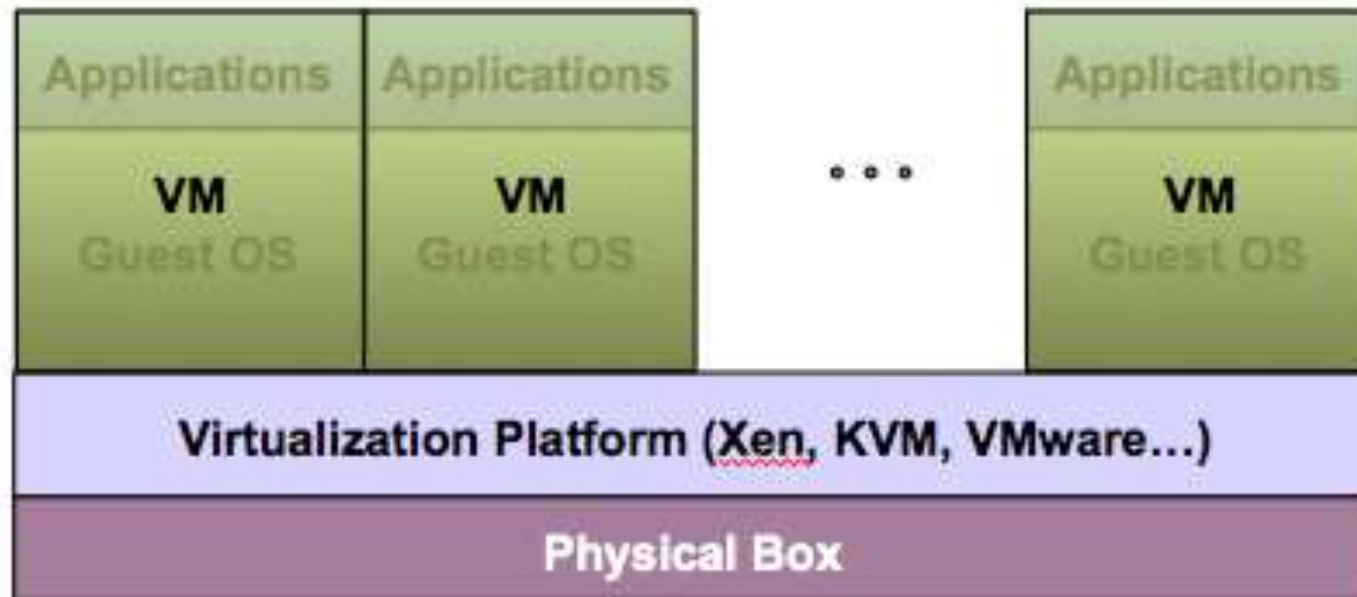 Applications Applications Applications
VM VM ... VM
Guest OS Guest OS Guest OS
Virtualization Platform (Xen, KVM, VMware...)
Physical Box